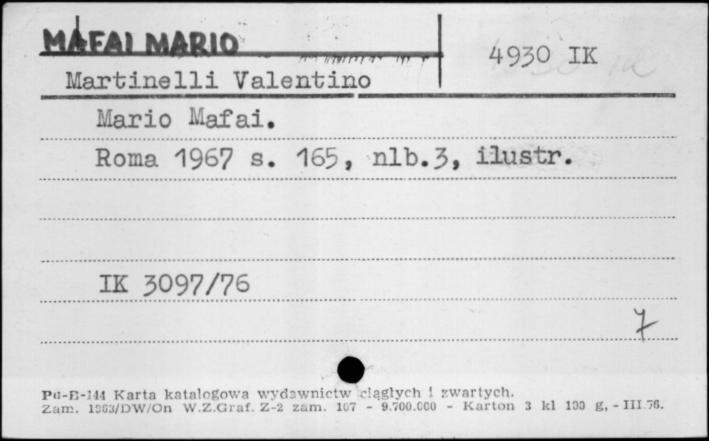 MAFAI MARIO
4930 IK
Martinelli Valentino
Mario Mafai.
Roma 1967 s. 165, nlb.3, ilustr.
IK 3097/76
7
Pu-B-144 Karta katalogowa wydawnictw ciągłych i zwartych.
Zam. 1363/DW/On W.Z.Graf. Z-2 zam. 107 - 9.700.000 - Karton 3 kl 190 g, - III.76.